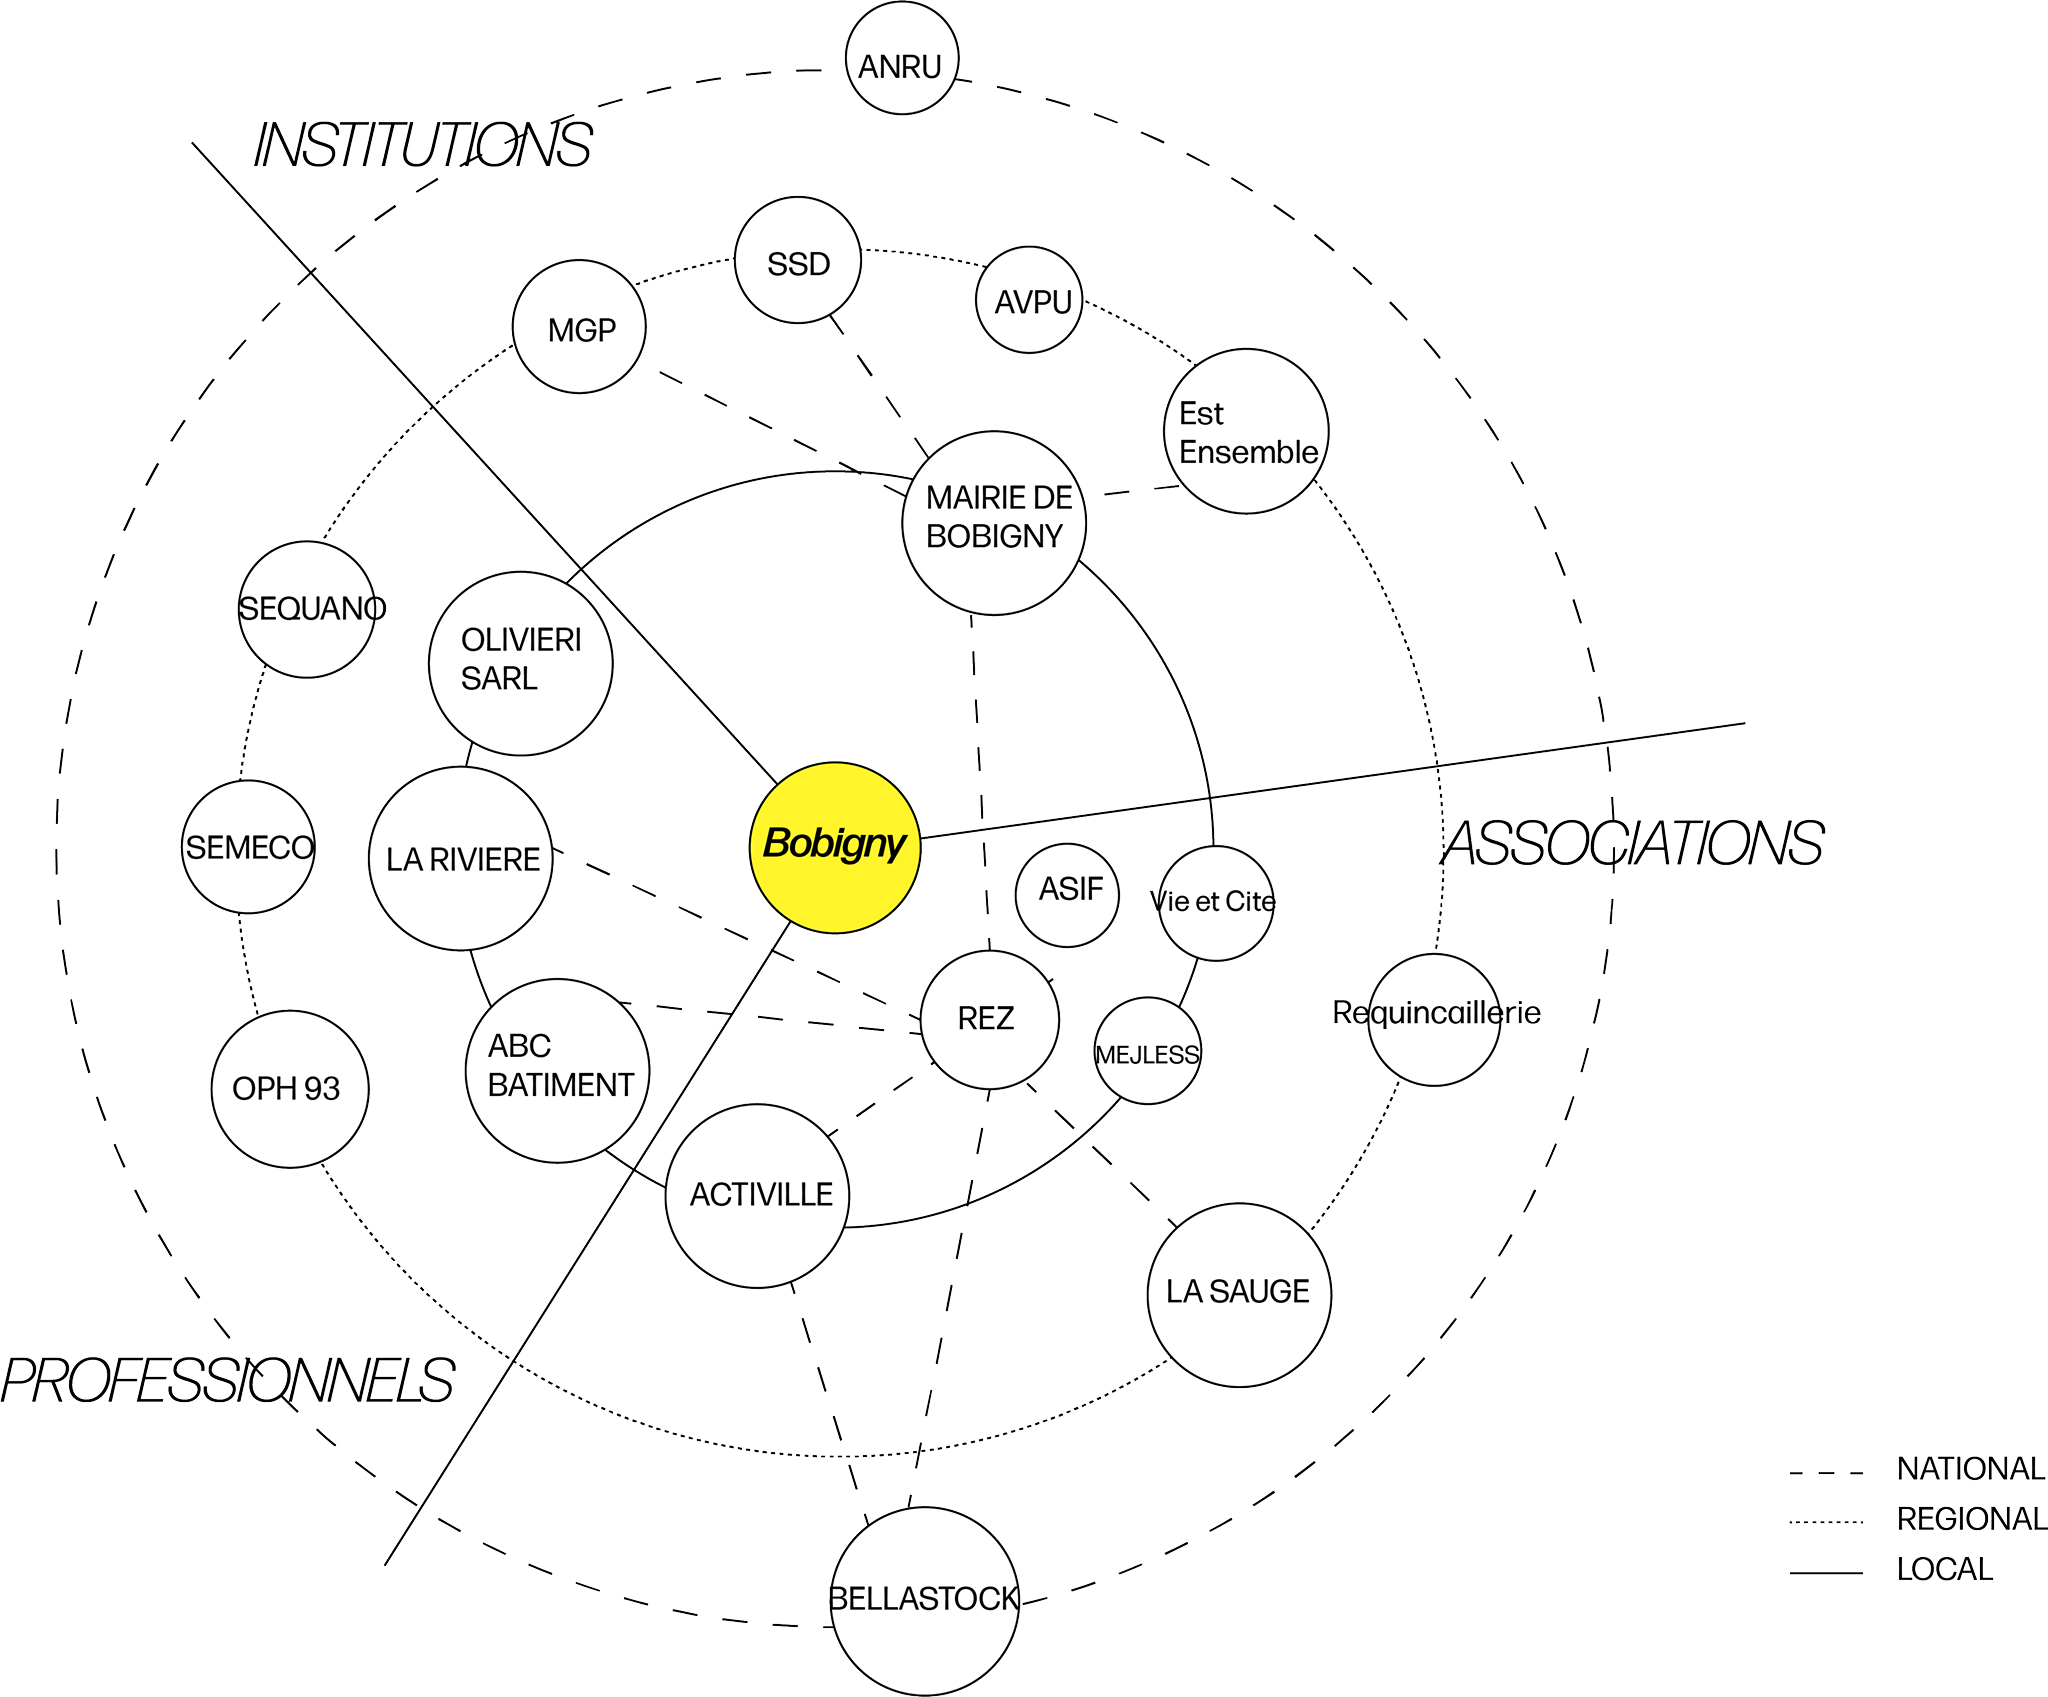 ANRU
INSTITUTIONS
SSD
AVPU
MGP
Est
Ensemble
MAIRIE DE
BOBIGNY
SEQUANO
OLIVIERI
SARL
Bobigny
ASSOCIATIONS
SEMECO
LA RIVIERE
ASIF
Vie et Cite
REZ
Requincaillerie
MEJLESS
ABC
BATIMENT
OPH 93
ACTIVILLE
LA SAUGE
PROFESSIONNELS
BELLASTOCK
NATIONAL
REGIONAL
LOCAL